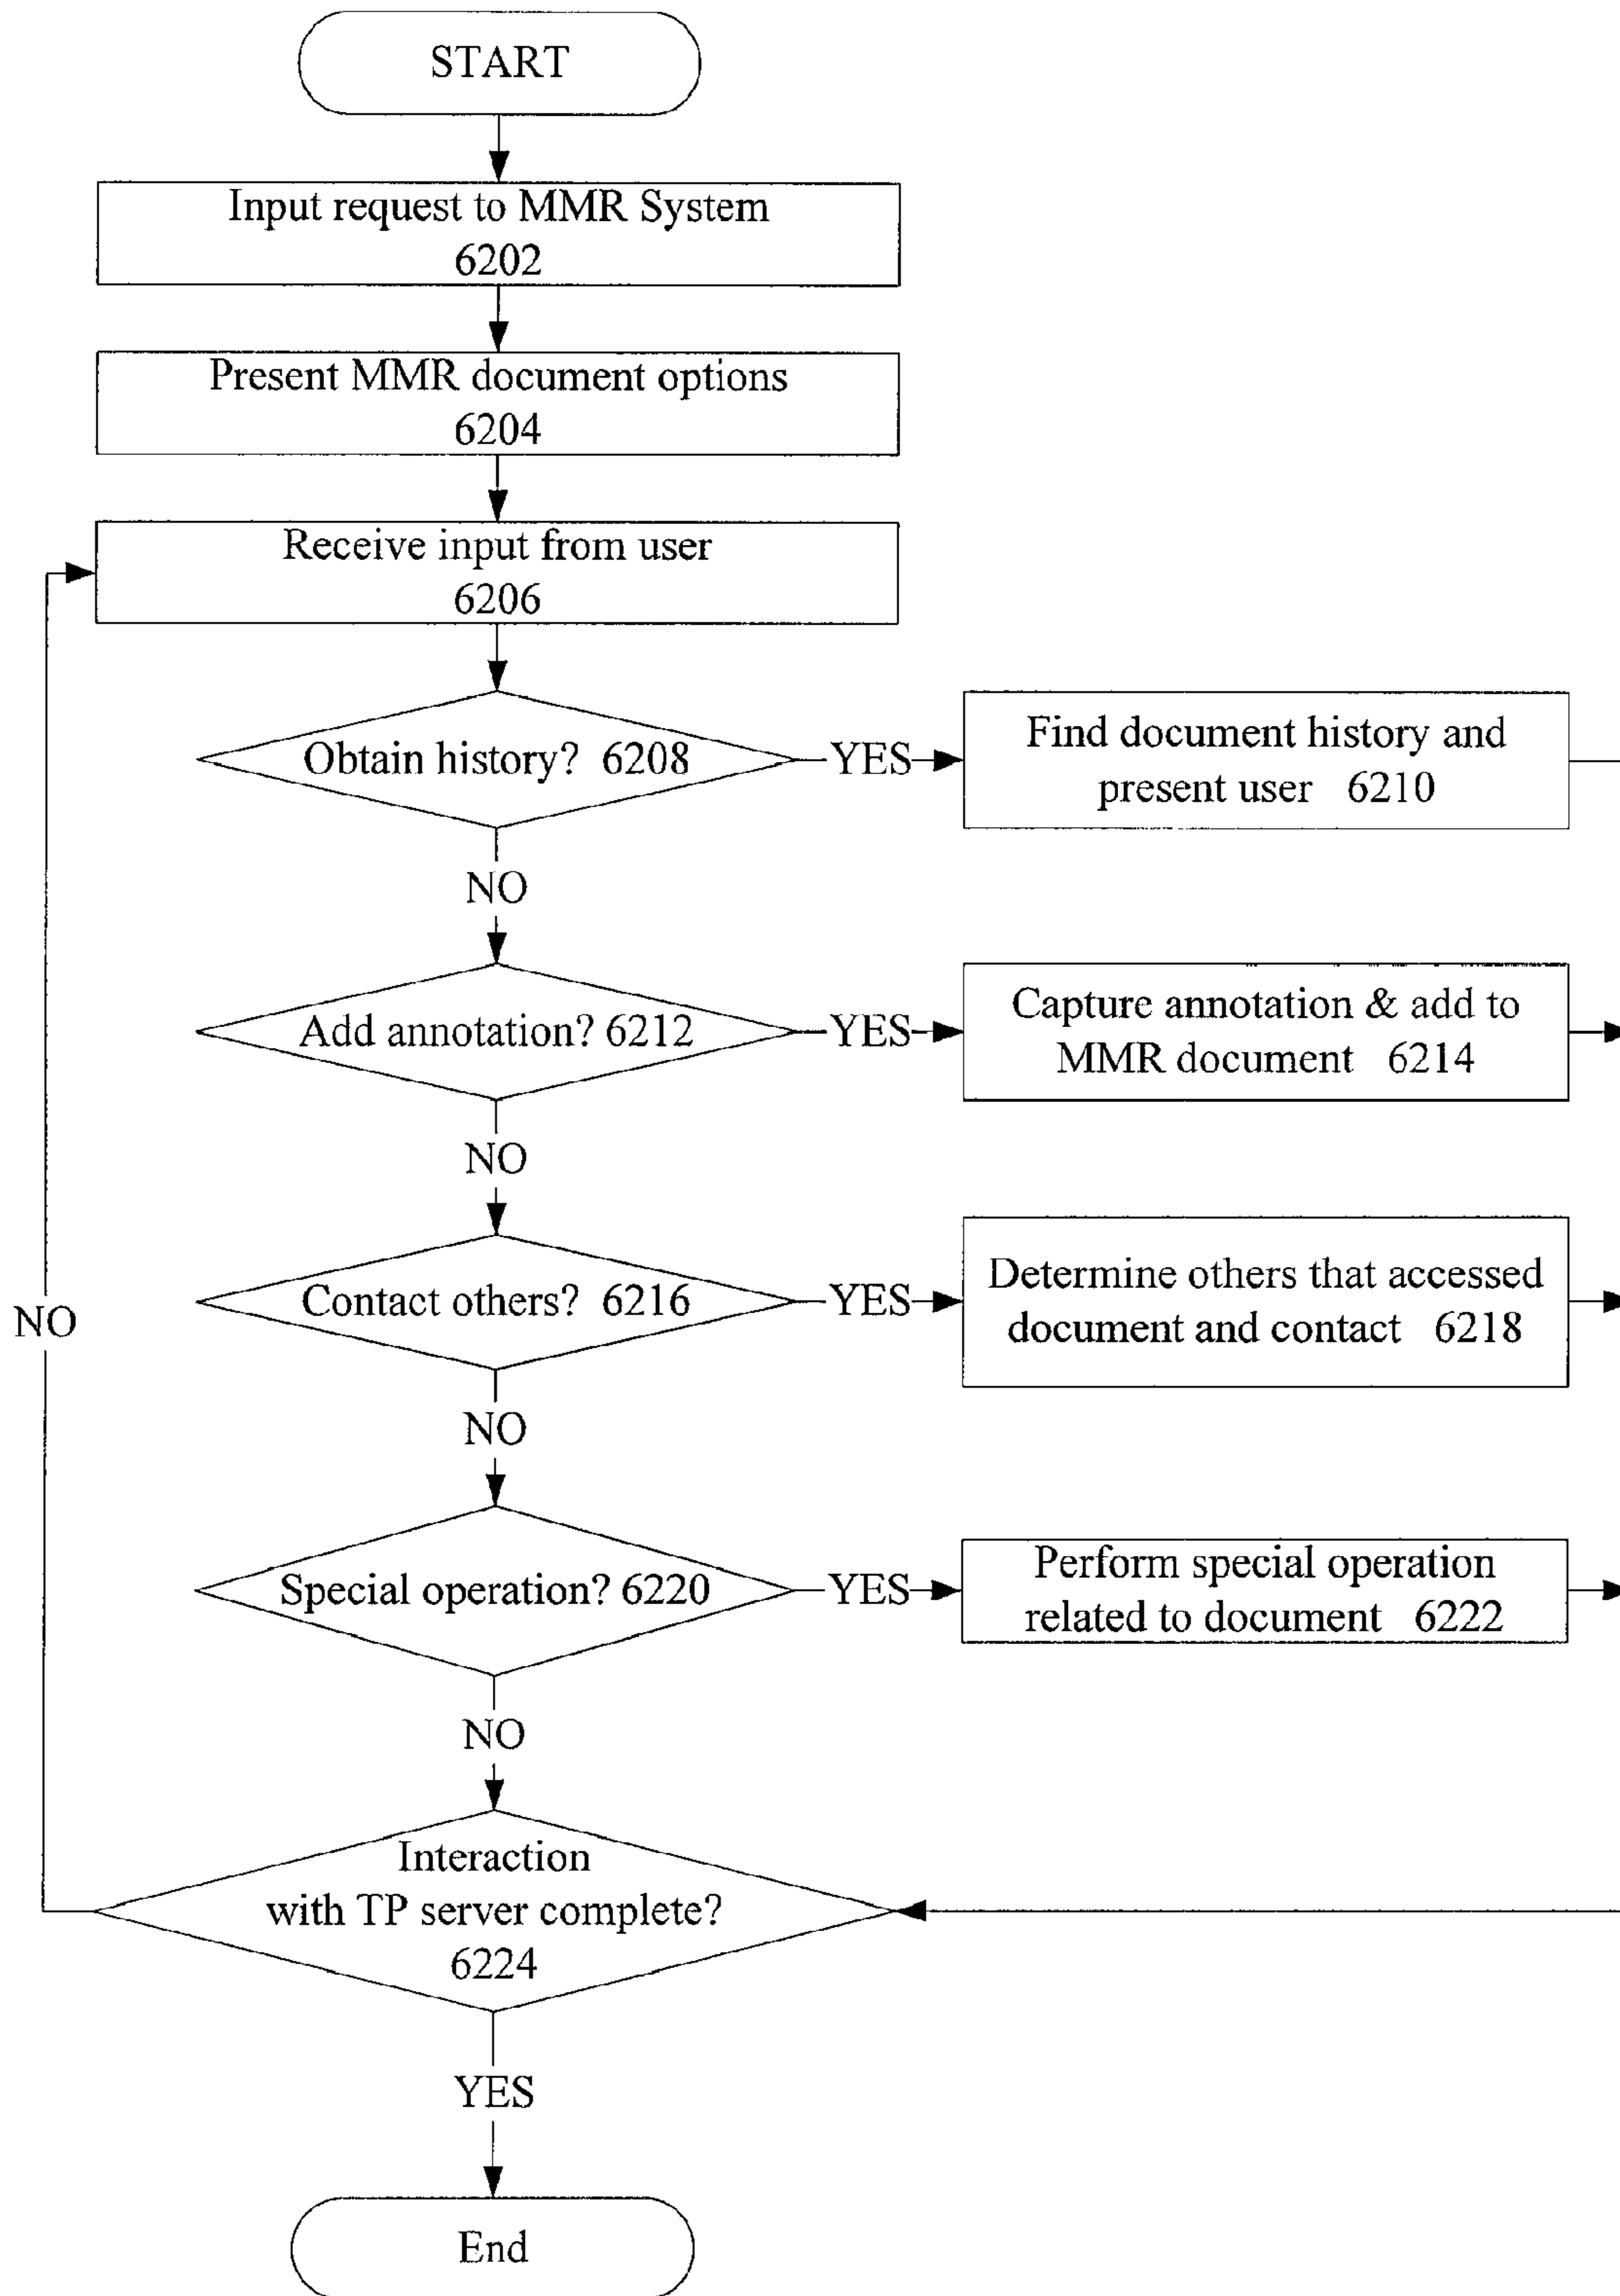 START
Input request to MMR System
6202
Present MMR document options
6204
Receive input from user
6206
Obtain history? 6208
YES
Find document history and
present user 6210
NO
Add annotation? 6212
YES
Capture annotation & add to
MMR document 6214
NO
Contact others? 6216
YES
Determine others that accessed
document and contact 6218
NO
NO
Special operation? 6220
YES
Perform special operation
related to document 6222
NO
Interaction
with TP server complete?
6224
YES
End